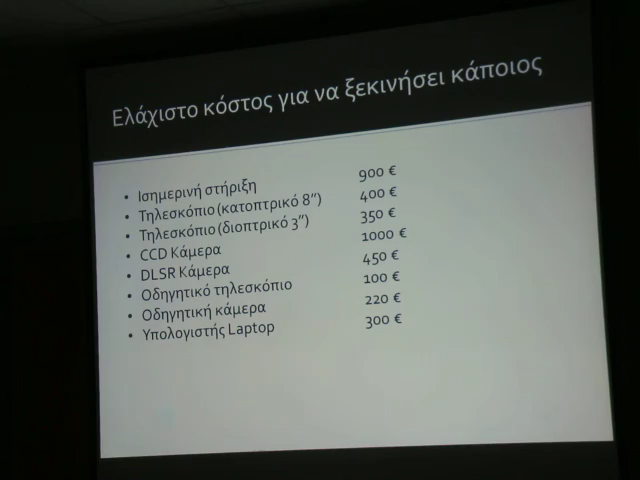 Ελάχιστο κόστος για να ξεκινήσει κάποιος
• Ισημερινή στήριξη 900 €
• Τηλεσκόπιο (κατοπτρικό 8") 400 €
• Τηλεσκόπιο (διοπτρικό 3") 350 €
• CCD Κάμερα 1000 €
• DLSR Κάμερα 450 €
• Οδηγητικό τηλεσκόπιο 100 €
• Οδηγητική κάμερα 220 €
• Υπολογιστής Laptop 300 €